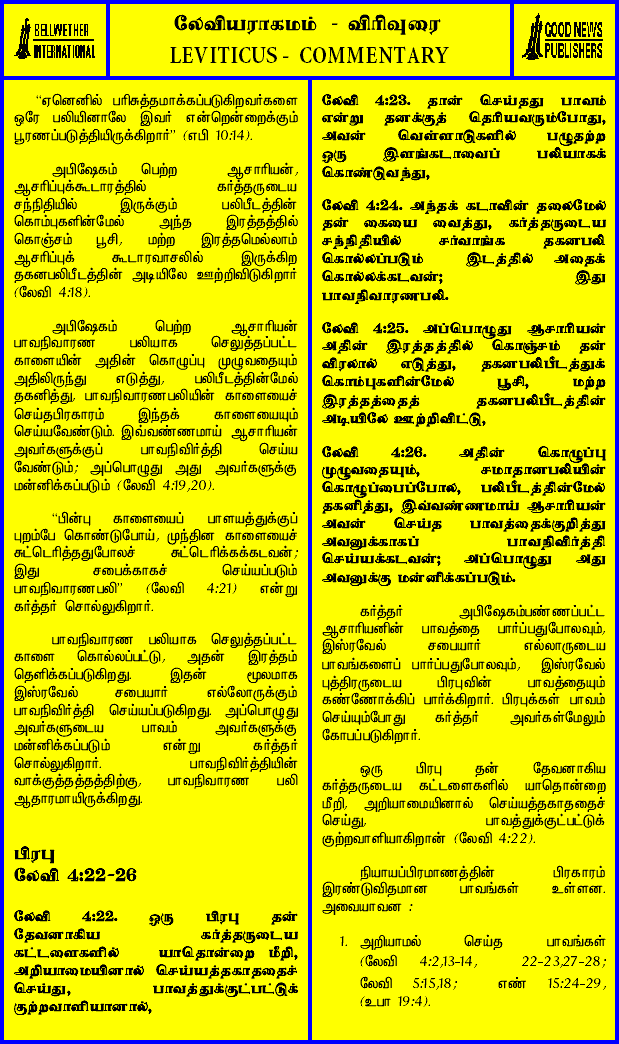 BELLWETHER
INTERNATIONAL
லேவியராகமம் - விரிவுரை
LEVITICUS - COMMENTARY
GOOD NEWS
PUBLISHERS
“ஏனெனில் பரிசுத்தமாக்கப்படுகிறவர்களை
ஒரே பலியினாலே இவர் என்றென்றைக்கும்
பூரணப்படுத்தியிருக்கிறார்” (எபி 10:14).
அபிஷேகம் பெற்ற ஆசாரியன்,
ஆசரிப்புக்கூடாரத்தில் கர்த்தருடைய
சந்நிதியில் இருக்கும் பலிபீடத்தின்
கொம்புகளின்மேல் அந்த இரத்தத்தில்
கொஞ்சம் பூசி, மற்ற இரத்தமெல்லாம்
ஆசரிப்புக் கூடாரவாசலில் இருக்கிற
தகனபலிபீடத்தின் அடியிலே ஊற்றிவிடுகிறார்
(லேவி 4:18).
அபிஷேகம் பெற்ற ஆசாரியன்
பாவநிவாரண பலியாக செலுத்தப்பட்ட
காளையின் அதின் கொழுப்பு முழுவதையும்
அதிலிருந்து எடுத்து, பலிபீடத்தின்மேல்
தகனித்து, பாவநிவாரணபலியின் காளையைச்
செய்தபிரகாரம் இந்தக் காளையையும்
செய்யவேண்டும். இவ்வண்ணமாய் ஆசாரியன்
அவர்களுக்குப் பாவநிவிர்த்தி செய்ய
வேண்டும்; அப்பொழுது அது அவர்களுக்கு
மன்னிக்கப்படும் (லேவி 4:19,20).
“பின்பு காளையைப் பாளயத்துக்குப்
புறம்பே கொண்டுபோய், முந்தின காளையைச்
சுட்டெரித்ததுபோலச் சுட்டெரிக்கக்கடவன்;
இது சபைக்காகச் செய்யப்படும்
பாவநிவாரணபலி” (லேவி 4:21) என்று
கர்த்தர் சொல்லுகிறார்.
பாவநிவாரண பலியாக செலுத்தப்பட்ட
காளை கொல்லப்பட்டு, அதன் இரத்தம்
தெளிக்கப்படுகிறது. இதன் மூலமாக
இஸ்ரவேல் சபையார் எல்லோருக்கும்
பாவநிவிர்த்தி செய்யப்படுகிறது. அப்பொழுது
அவர்களுடைய பாவம் அவர்களுக்கு
மன்னிக்கப்படும் என்று கர்த்தர்
சொல்லுகிறார். பாவநிவிர்த்தியின்
வாக்குத்தத்தத்திற்கு, பாவநிவாரண பலி
ஆதாரமாயிருக்கிறது.
பிரபு
லேவி 4:22-26
லேவி 4:22. ஒரு பிரபு தன்
தேவனாகிய கர்த்தருடைய
கட்டளைகளில் யாதொன்றை மீறி,
அறியாமையினால் செய்யத்தகாததைச்
செய்து, பாவத்துக்குட்பட்டுக்
குற்றவாளியானால்,
லேவி 4:23. தான் செய்தது பாவம்
என்று தனக்குத் தெரியவரும்போது,
அவன் வெள்ளாடுகளில் பழுதற்ற
ஒரு இளங்கடாவைப் பலியாகக்
கொண்டுவந்து,
லேவி 4:24. அந்தக் கடாவின் தலைமேல்
தன் கையை வைத்து, கர்த்தருடைய
சந்நிதியில் சர்வாங்க தகனபலி
கொல்லப்படும் இடத்தில் அதைக்
கொல்லக்கடவன்; இது
பாவநிவாரணபலி.
லேவி 4:25. அப்பொழுது ஆசாரியன்
அதின் இரத்தத்தில் கொஞ்சம் தன்
விரலால் எடுத்து, தகனபலிபீடத்துக்
கொம்புகளின்மேல் பூசி, மற்ற
இரத்தத்தைத் தகனபலிபீடத்தின்
அடியிலே ஊற்றிவிட்டு,
லேவி 4:26. அதின் கொழுப்பு
முழுவதையும், சமாதானபலியின்
கொழுப்பைப்போல, பலிபீடத்தின்மேல்
தகனித்து, இவ்வண்ணமாய் ஆசாரியன்
அவன் செய்த பாவத்தைக்குறித்து
அவனுக்காகப் பாவநிவிர்த்தி
செய்யக்கடவன்; அப்பொழுது அது
அவனுக்கு மன்னிக்கப்படும்.
கர்த்தர் அபிஷேகம்பண்ணப்பட்ட
ஆசாரியனின் பாவத்தை பார்ப்பதுபோலவும்,
இஸ்ரவேல் சபையார் எல்லாருடைய
பாவங்களைப் பார்ப்பதுபோலவும், இஸ்ரவேல்
புத்திரருடைய பிரபுவின் பாவத்தையும்
கண்ணோக்கிப் பார்க்கிறார். பிரபுக்கள் பாவம்
செய்யும்போது கர்த்தர் அவர்கள்மேலும்
கோபப்படுகிறார்.
ஒரு பிரபு தன் தேவனாகிய
கர்த்தருடைய கட்டளைகளில் யாதொன்றை
மீறி, அறியாமையினால் செய்யத்தகாததைச்
செய்து, பாவத்துக்குட்பட்டுக்
குற்றவாளியாகிறான் (லேவி 4:22).
நியாயப்பிரமாணத்தின் பிரகாரம்
இரண்டுவிதமான பாவங்கள் உள்ளன.
அவையாவன :
1. அறியாமல் செய்த பாவங்கள்
(லேவி 4:2,13-14, 22-23,27-28;
லேவி 5:15,18; எண் 15:24-29,
(உபா 19:4).